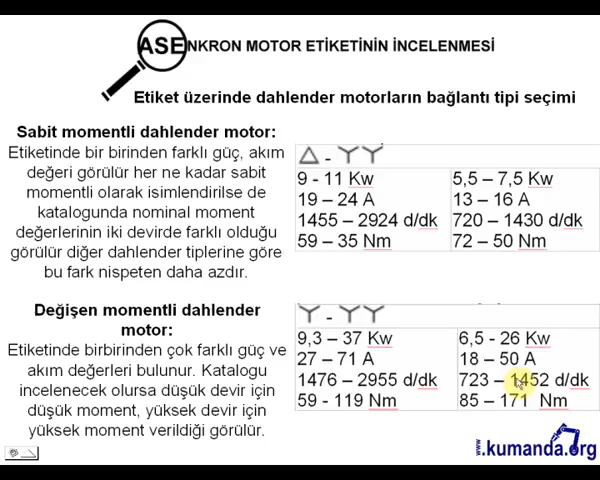 ASENKRON MOTOR ETİKETİNİN İNCELENMESİ
Etiket üzerinde dahlender motorların bağlantı tipi seçimi
Sabit momentli dahlender motor:
Etiketinde bir birinden farklı güç, akım
değeri görülür her ne kadar sabit
momentli olarak isimlendirilse de
katalogunda nominal moment
değerlerinin iki devirde farklı olduğu
görülür diğer dahlender tiplerine göre
bu fark nispeten daha azdır.
9 - 11 Kw
19 – 24 A
1455 – 2924 d/dk
59 – 35 Nm
5,5 – 7,5 Kw
13 – 16 A
720 – 1430 d/dk
72 – 50 Nm
Değişen momentli dahlender
motor:
Etiketinde birbirinden çok farklı güç ve
akım değerleri bulunur. Katalogu
incelenecek olursa düşük devir için
düşük moment, yüksek devir için
yüksek moment verildiği görülür.
9,3 – 37 Kw
27 – 71 A
1476 – 2955 d/dk
59 - 119 Nm
6,5 - 26 Kw
18 – 50 A
723 – 1452 d/dk
85 – 171 Nm
www.kumanda.org